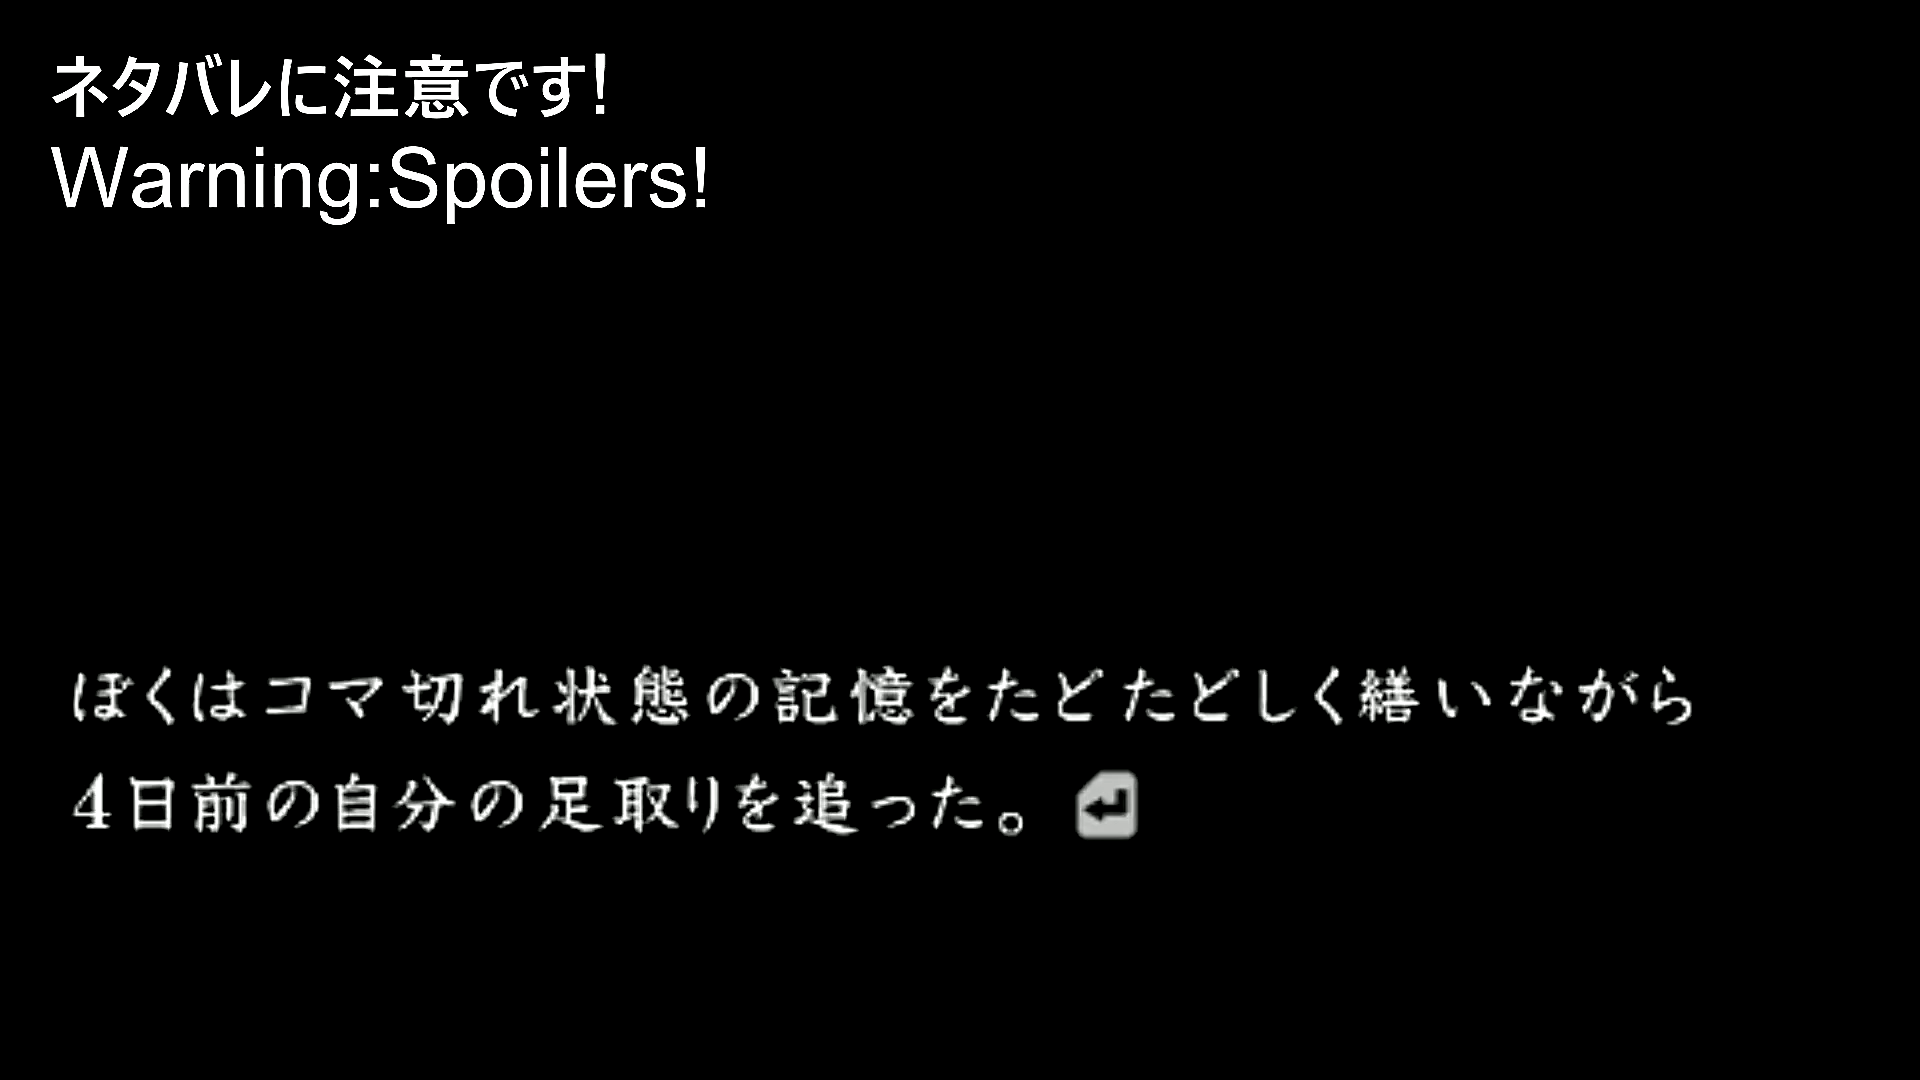 ネタバレに注意です!
Warning:Spoilers!
ぼくはコマ切れ状態の記憶をたどたどしく繕いながら
4日前の自分の足取りを追った。